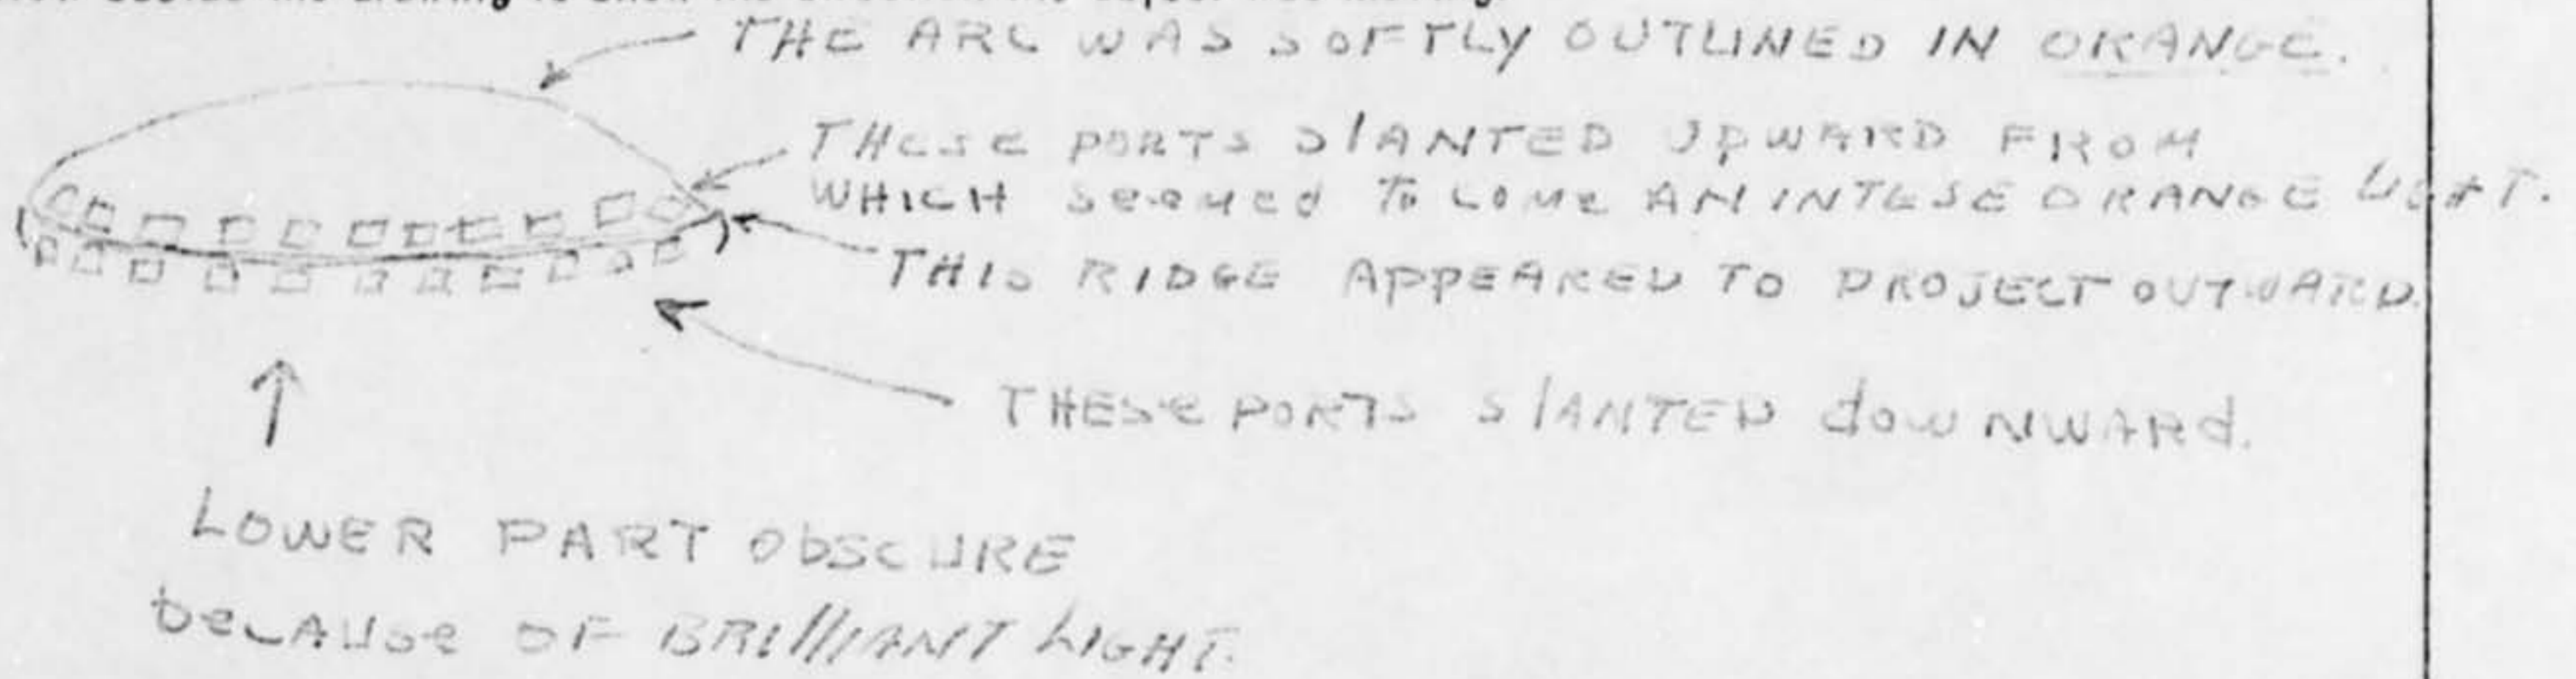 THE ARC WAS SOFTLY OUTLINED IN ORANGE.
THESE PORTS SlANTED UPWARD FROM
WHICH seemed To come AN INTESE ORANGE LIGHT.
THIS RIDGE APPEARED TO PROJECT OUTWARD.
THESe PORTS SlANTED downWARd.
LOWER PART ObSCURE
beCAUSe OF BRIllIANT LIGHT.